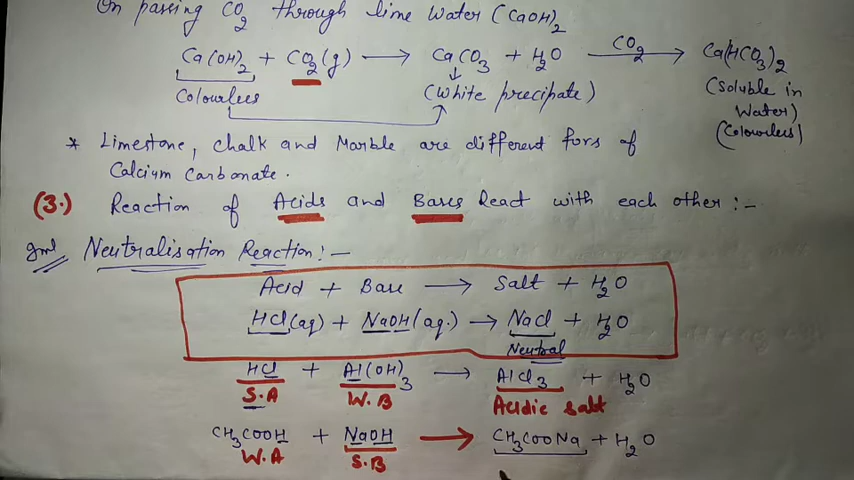 On passing CO2 through lime water (CaOH)2
Ca(OH)2 + CO2(g) → CaCO3 + H2O CO2 → Ca(HCO3)2
Colourless (White precipate) (Soluble in
Water)
(Colourless)
* Limestone, chalk and Marble are different fors of
Calcium Carbonate.
(3.) Reaction of Acids and Bases React with each other :-
Neutralisation Reaction :-
Acid + Base → Salt + H2O
HCl(aq) + NaOH(aq.) → NaCl + H2O
Neutral
HCl + Al(OH)3 → AlCl3 + H2O
S.A W.B Acidic salt
CH3COOH + NaOH → CH3COONa + H2O
W.A S.B